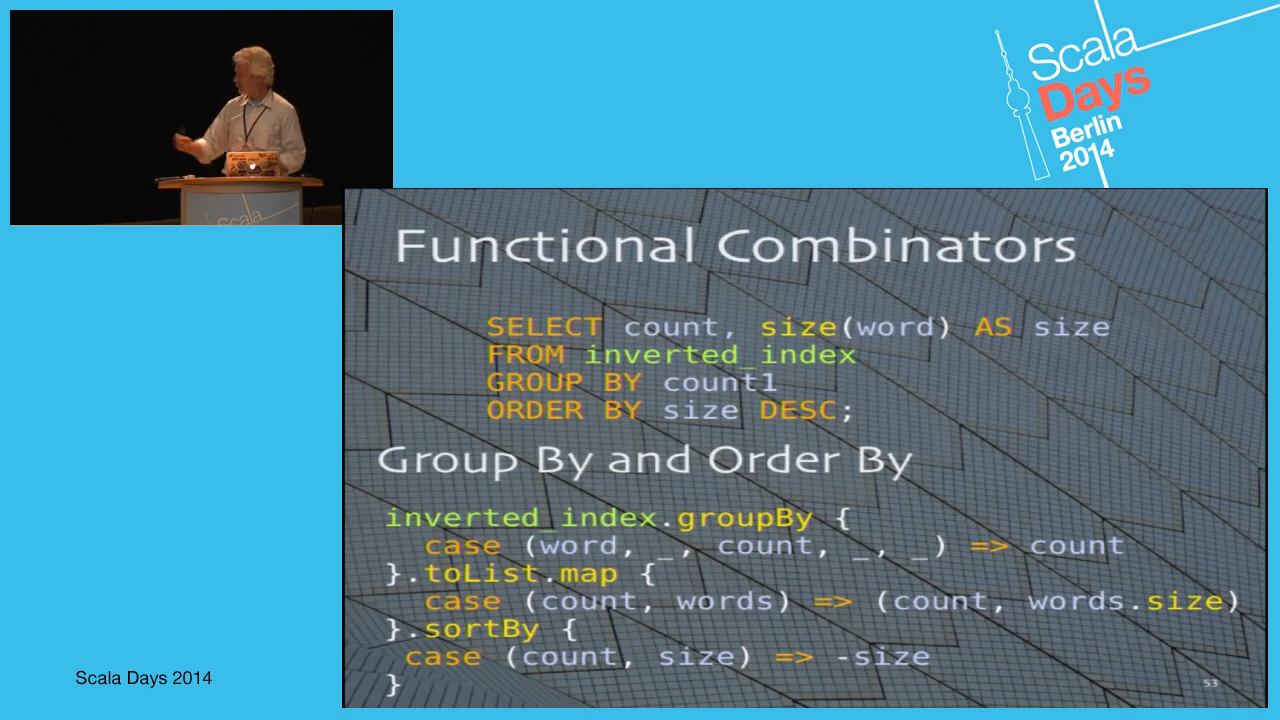 Scala
Days
Berlin
2014
Scala
Functional Combinators
SELECT count, size(word) AS size
FROM inverted_index
GROUP BY count1
ORDER BY size DESC;
Group By and Order By
inverted_index.groupBy {
case (word, _, count, _, _) => count
}.toList.map {
case (count, words) => (count, words.size)
}.sortBy {
case (count, size) => -size
}
53
Scala Days 2014